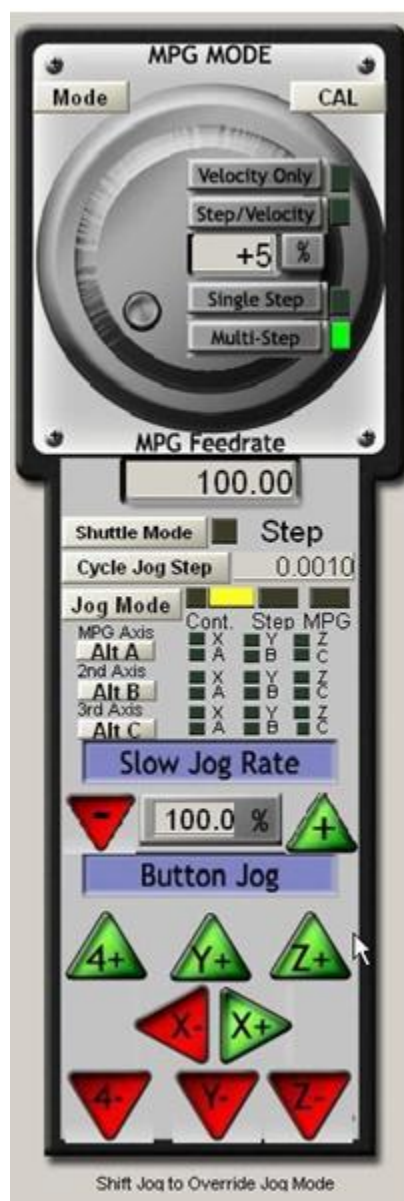 MPG MODE
Mode CAL
Velocity Only
Step/Velocity
+5 %
Single Step
Multi-Step
MPG Feedrate
100.00
Shuttle Mode Step
Cycle Jog Step 0.0010
Jog Mode
Cont. Step MPG
MPG Axis X Y Z
Alt A A B C
2nd Axis X Y Z
Alt B A B C
3rd Axis X Y Z
Alt C A B C
Slow Jog Rate
- 100.0 % +
Button Jog
4+ Y+ Z+
X- X+
4- Y- Z-
Shift Jog to Override Jog Mode